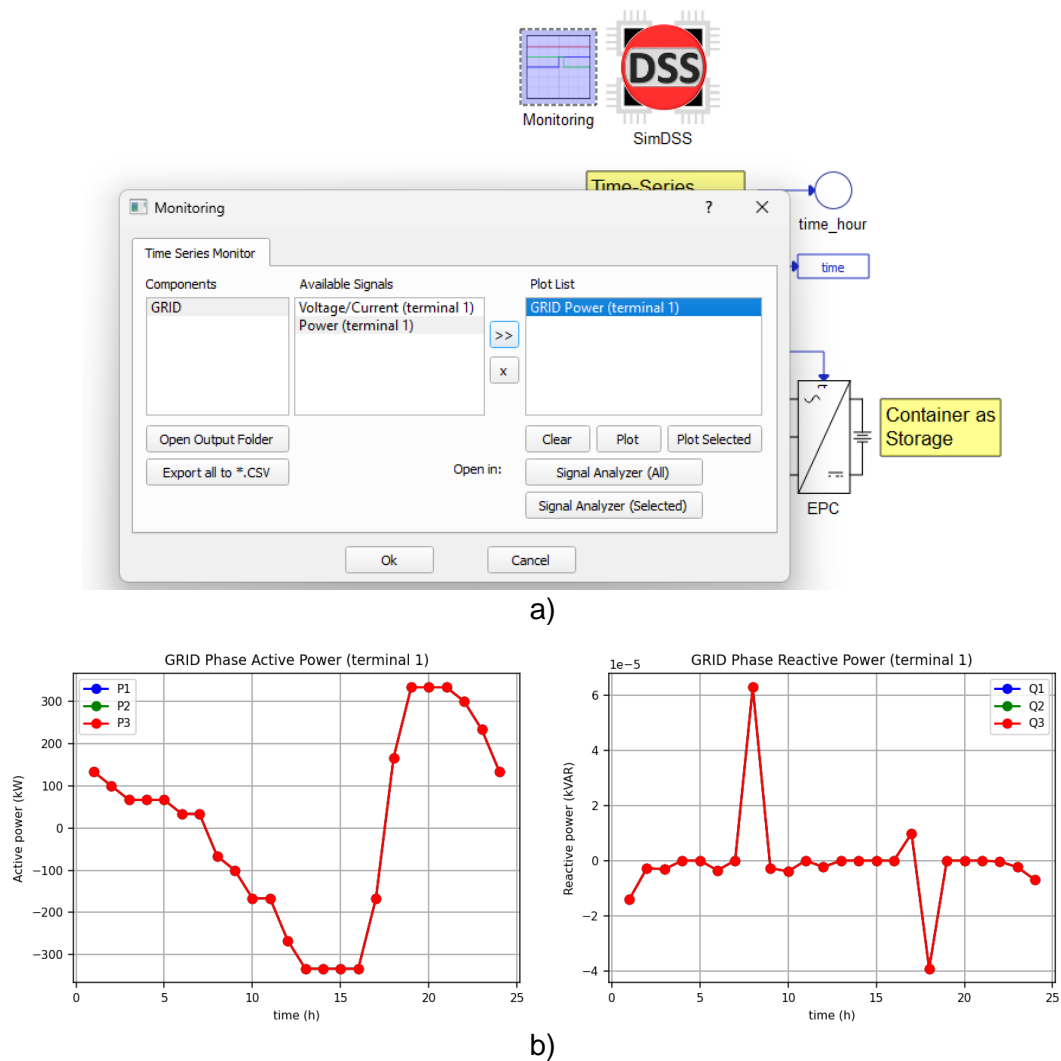 DSS
Monitoring
SimDSS
Time-Series
time_hour
time
Monitoring
?
Time Series Monitor
Components
Available Signals
Plot List
GRID
Voltage/Current (terminal 1)
Power (terminal 1)
>>
x
GRID Power (terminal 1)
Open Output Folder
Export all to *.CSV
Clear
Plot
Plot Selected
Open in:
Signal Analyzer (All)
Signal Analyzer (Selected)
Ok
Cancel
t
Container as
Storage
EPC
a)
GRID Phase Active Power (terminal 1)
P1
P2
P3
300
200
100
0
−100
−200
−300
Active power (kW)
0
5
10
15
20
25
time (h)
GRID Phase Reactive Power (terminal 1)
1e−5
Q1
Q2
Q3
6
4
2
0
−2
−4
Reactive power (kVAR)
0
5
10
15
20
25
time (h)
b)